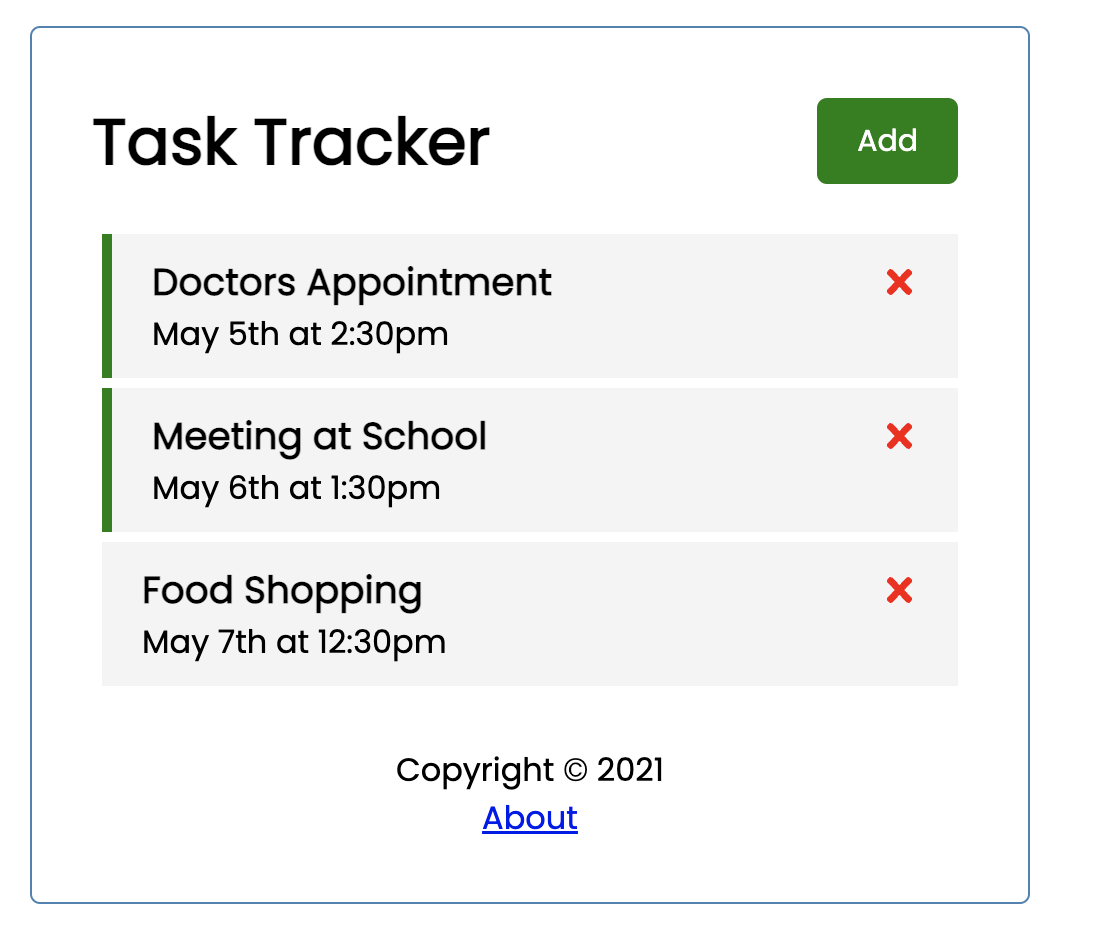 Task Tracker
Add
Doctors Appointment
May 5th at 2:30pm
Meeting at School
May 6th at 1:30pm
Food Shopping
May 7th at 12:30pm
Copyright © 2021
About